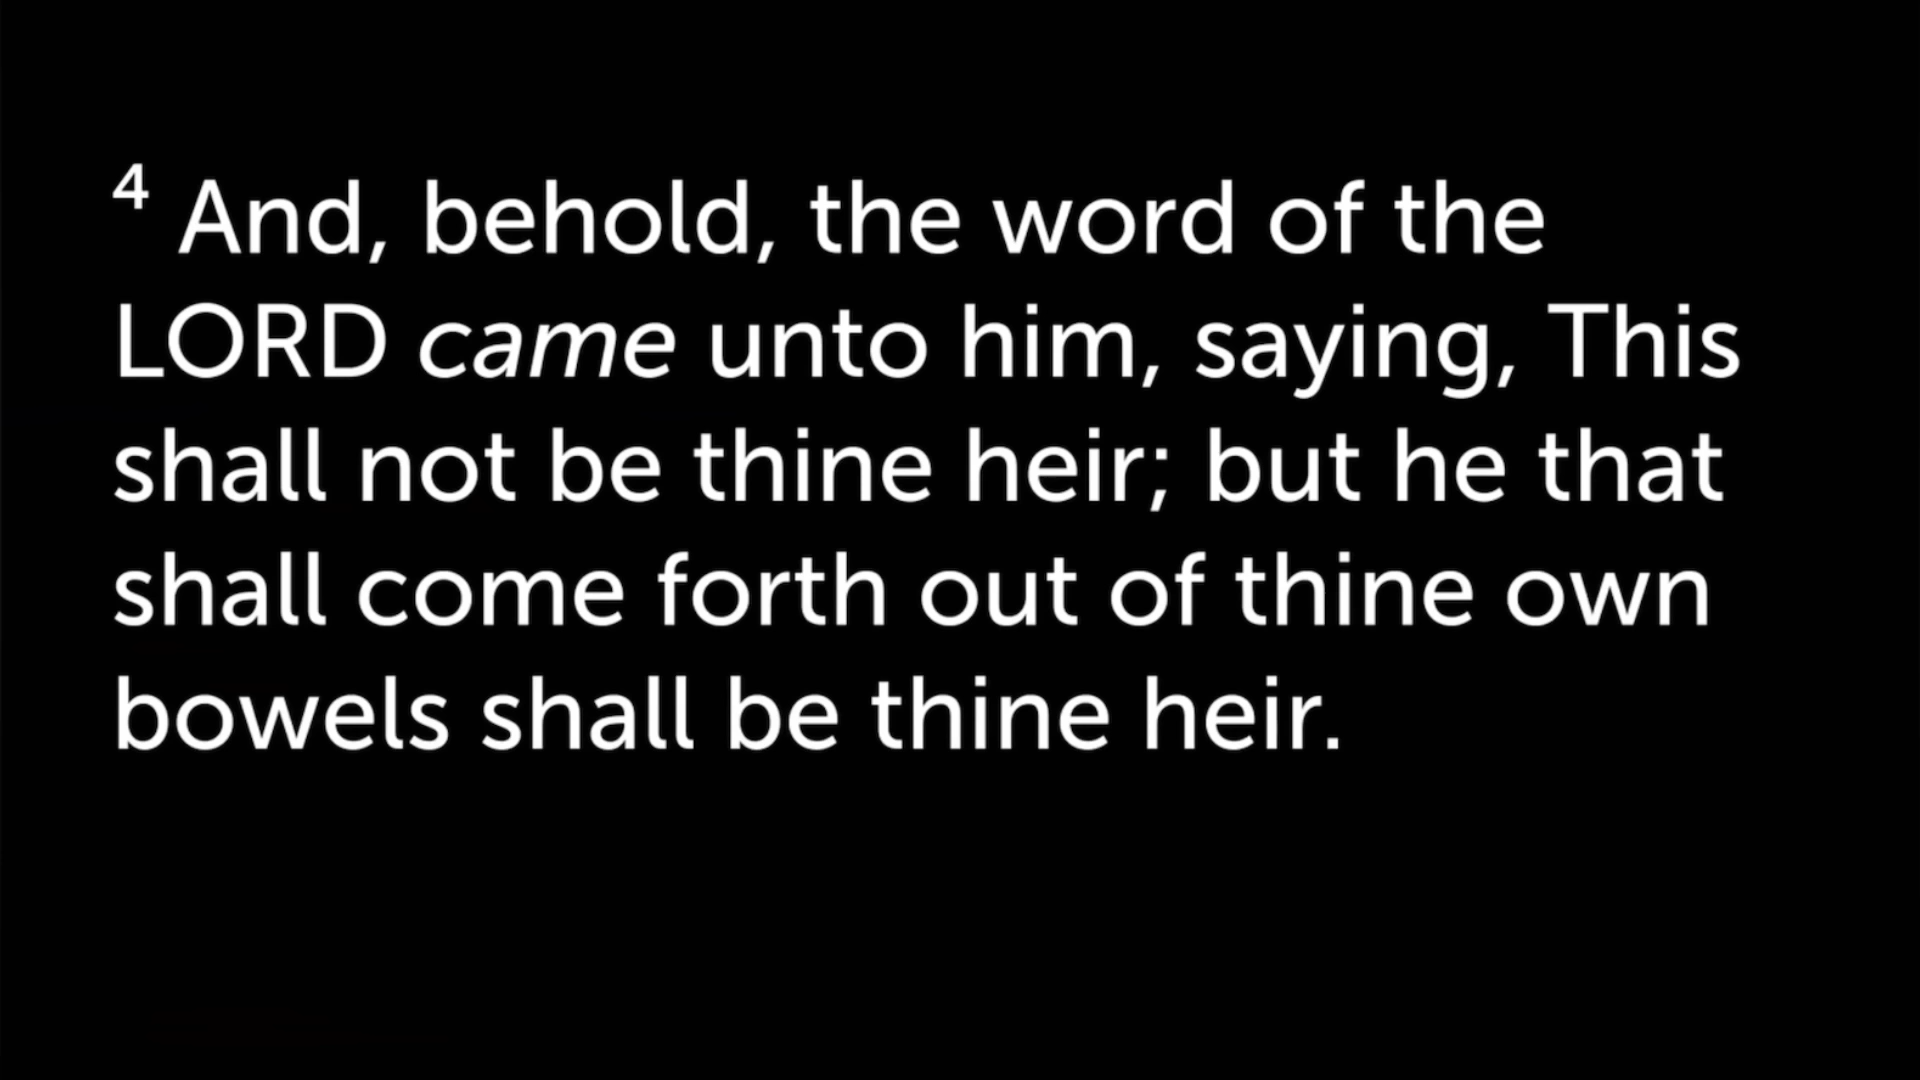 4 And, behold, the word of the
LORD came unto him, saying, This
shall not be thine heir; but he that
shall come forth out of thine own
bowels shall be thine heir.